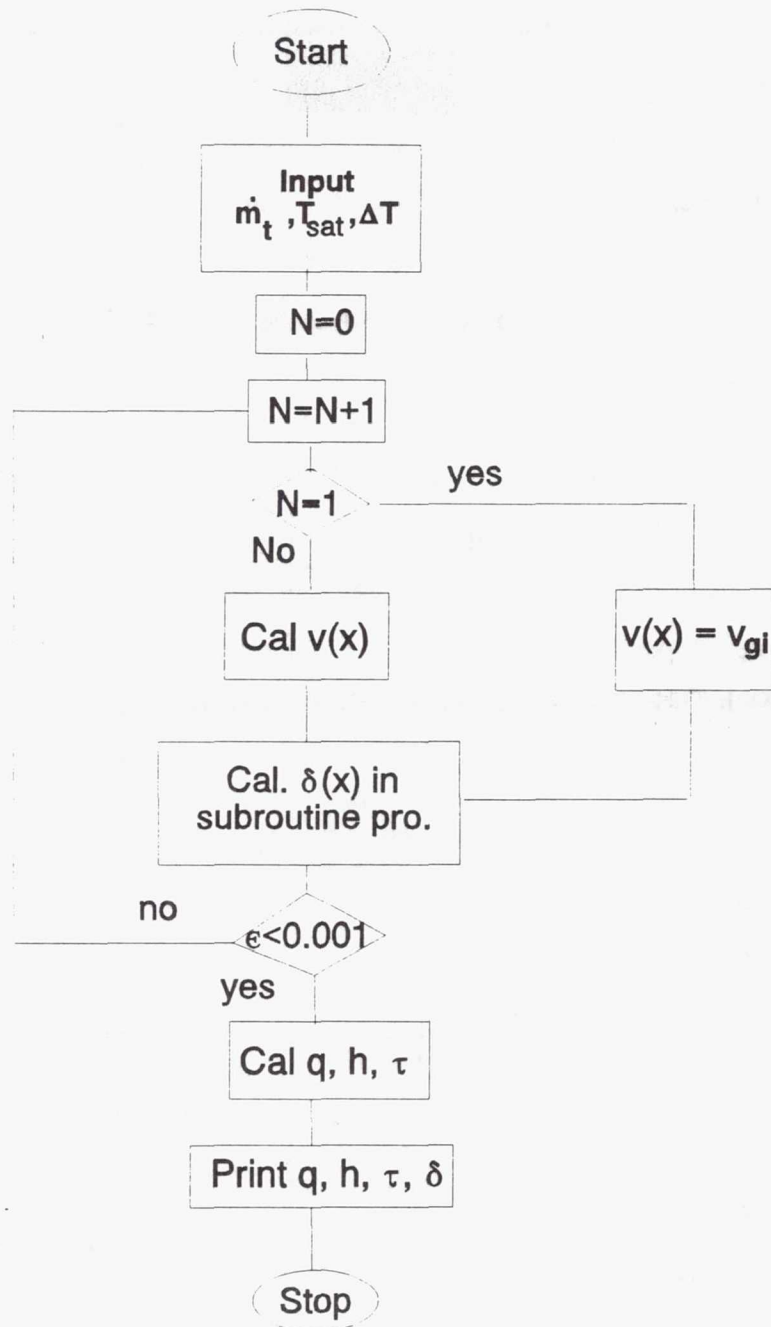 Start
Input
ṁt ,Tsat,ΔT
N=0
N=N+1
N=1
yes
No
Cal v(x)
v(x) = vgi
Cal. δ(x) in
subroutine pro.
no
ϵ<0.001
yes
Cal q, h, τ
Print q, h, τ, δ
Stop